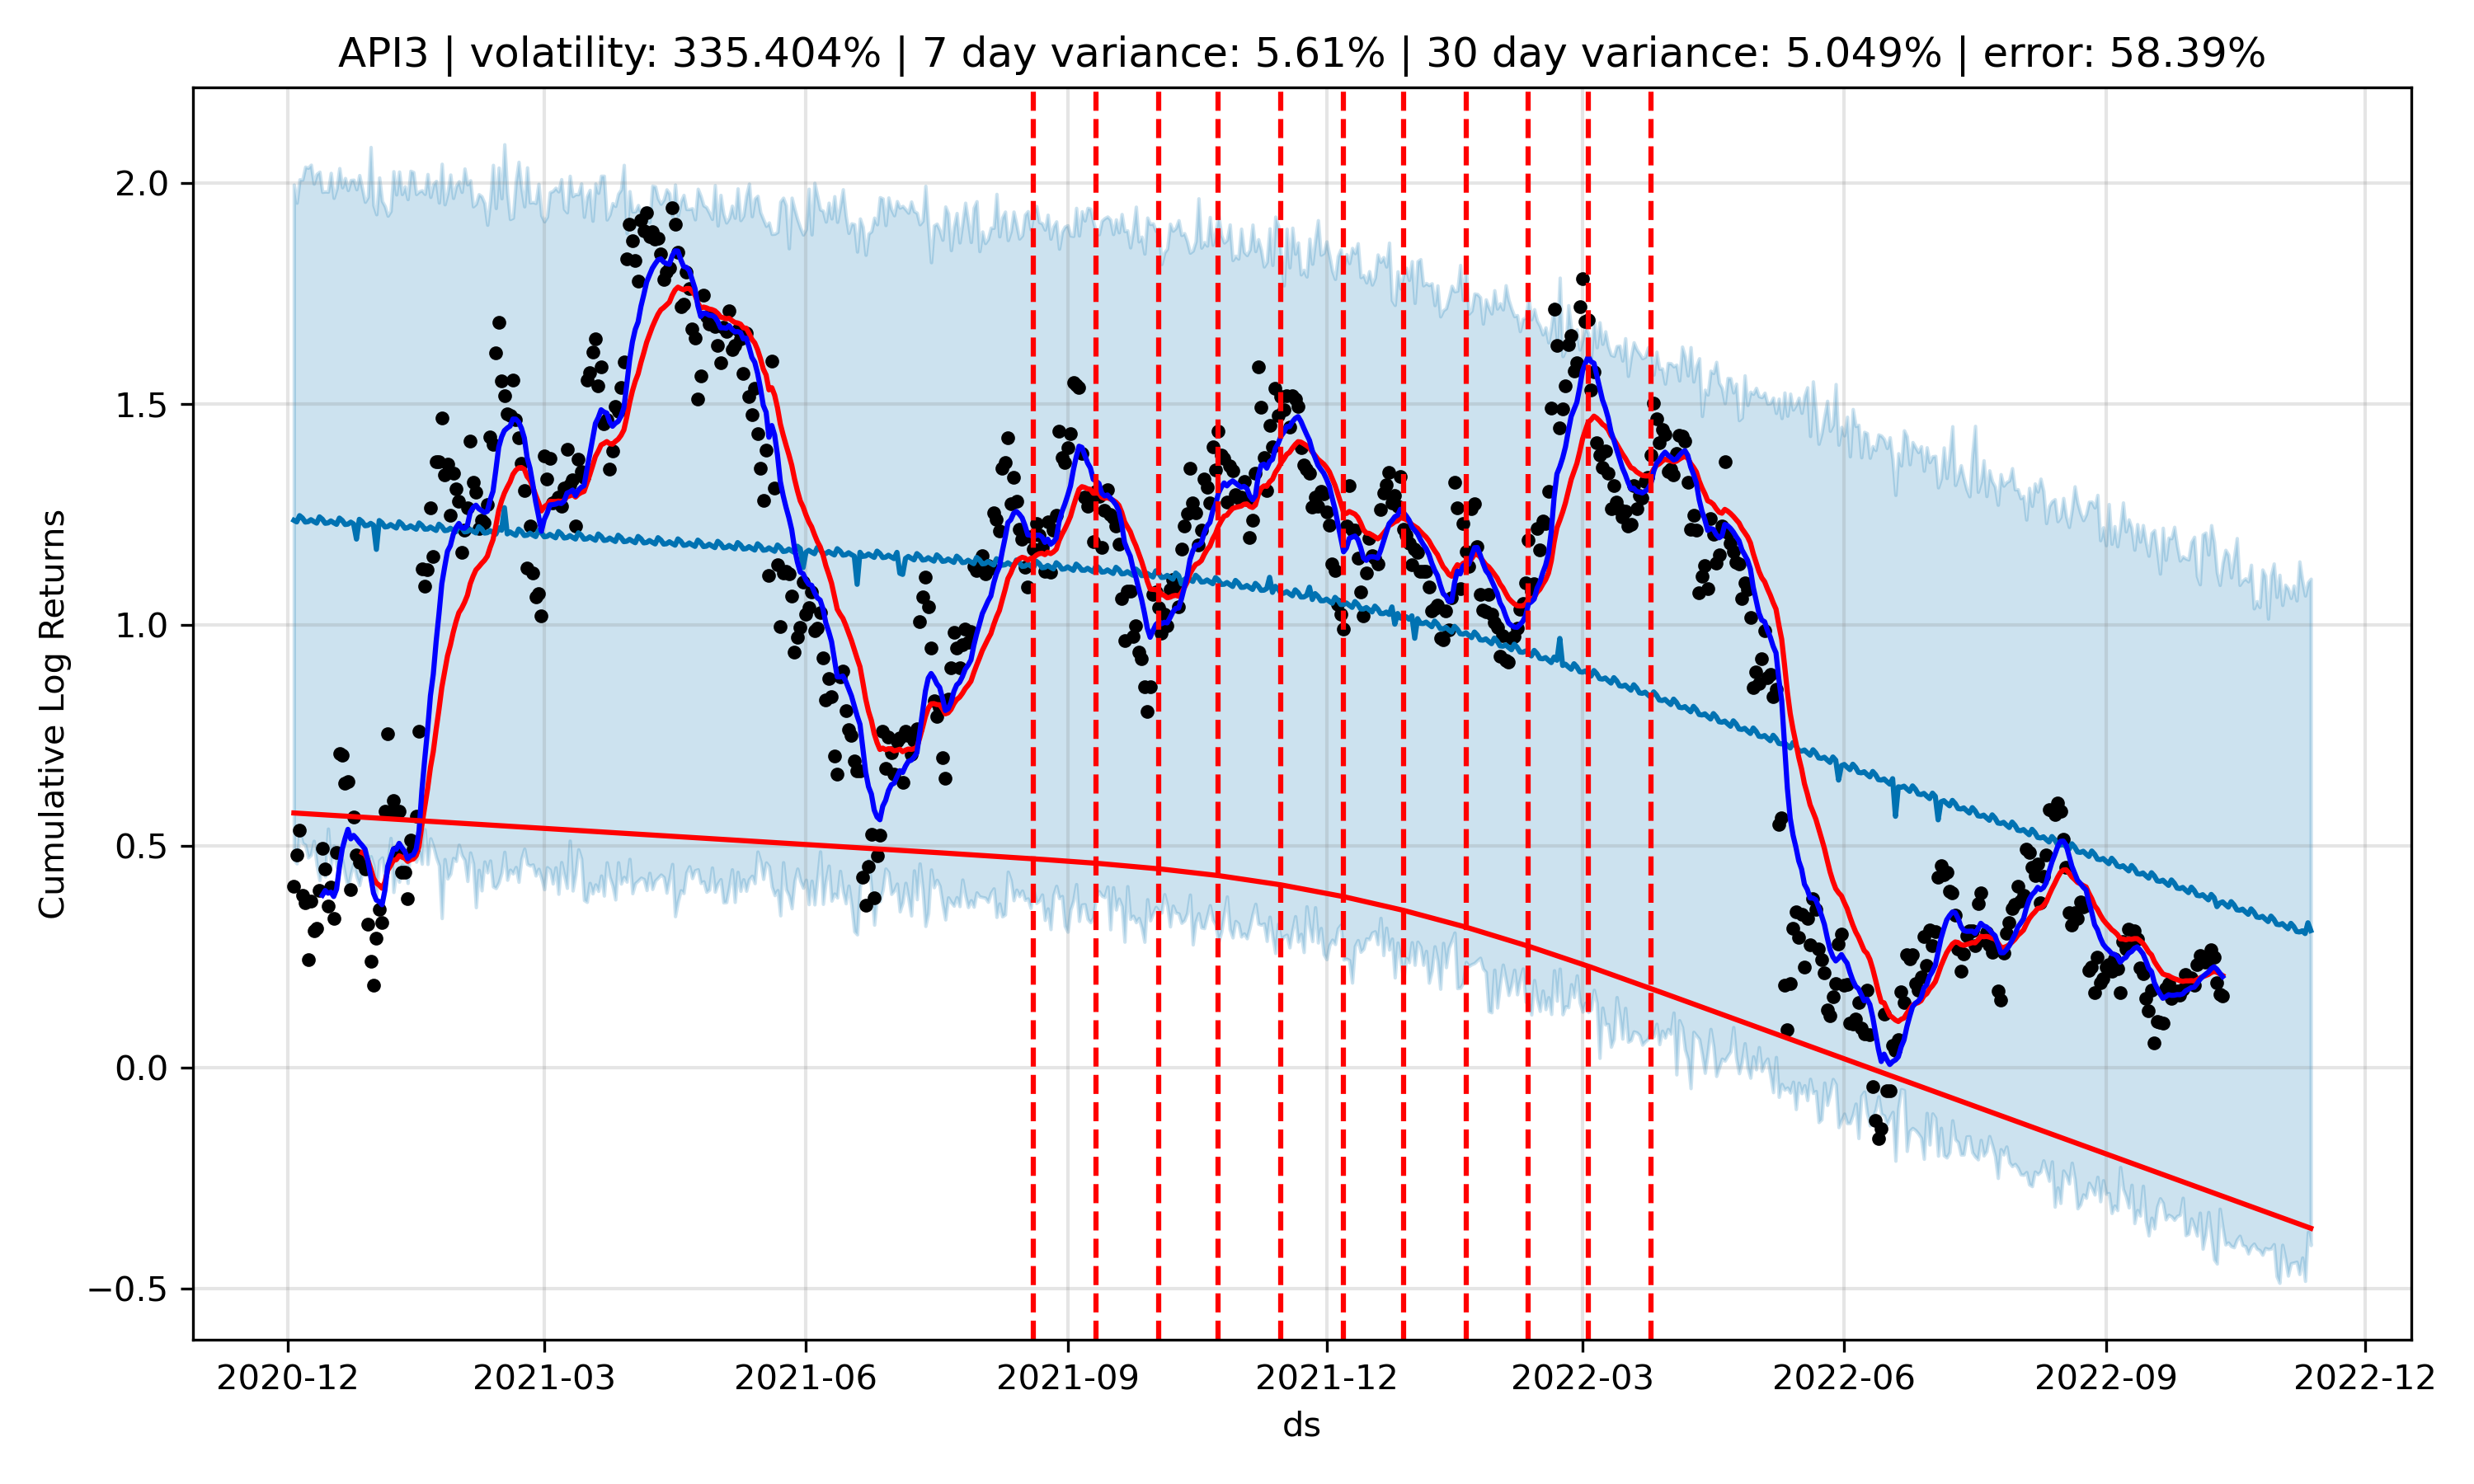 API3 | volatility: 335.404% | 7 day variance: 5.61% | 30 day variance: 5.049% | error: 58.39%
Cumulative Log Returns
2.0
1.5
1.0
0.5
0.0
−0.5
2020-12 2021-03 2021-06 2021-09 2021-12 2022-03 2022-06 2022-09 2022-12
ds